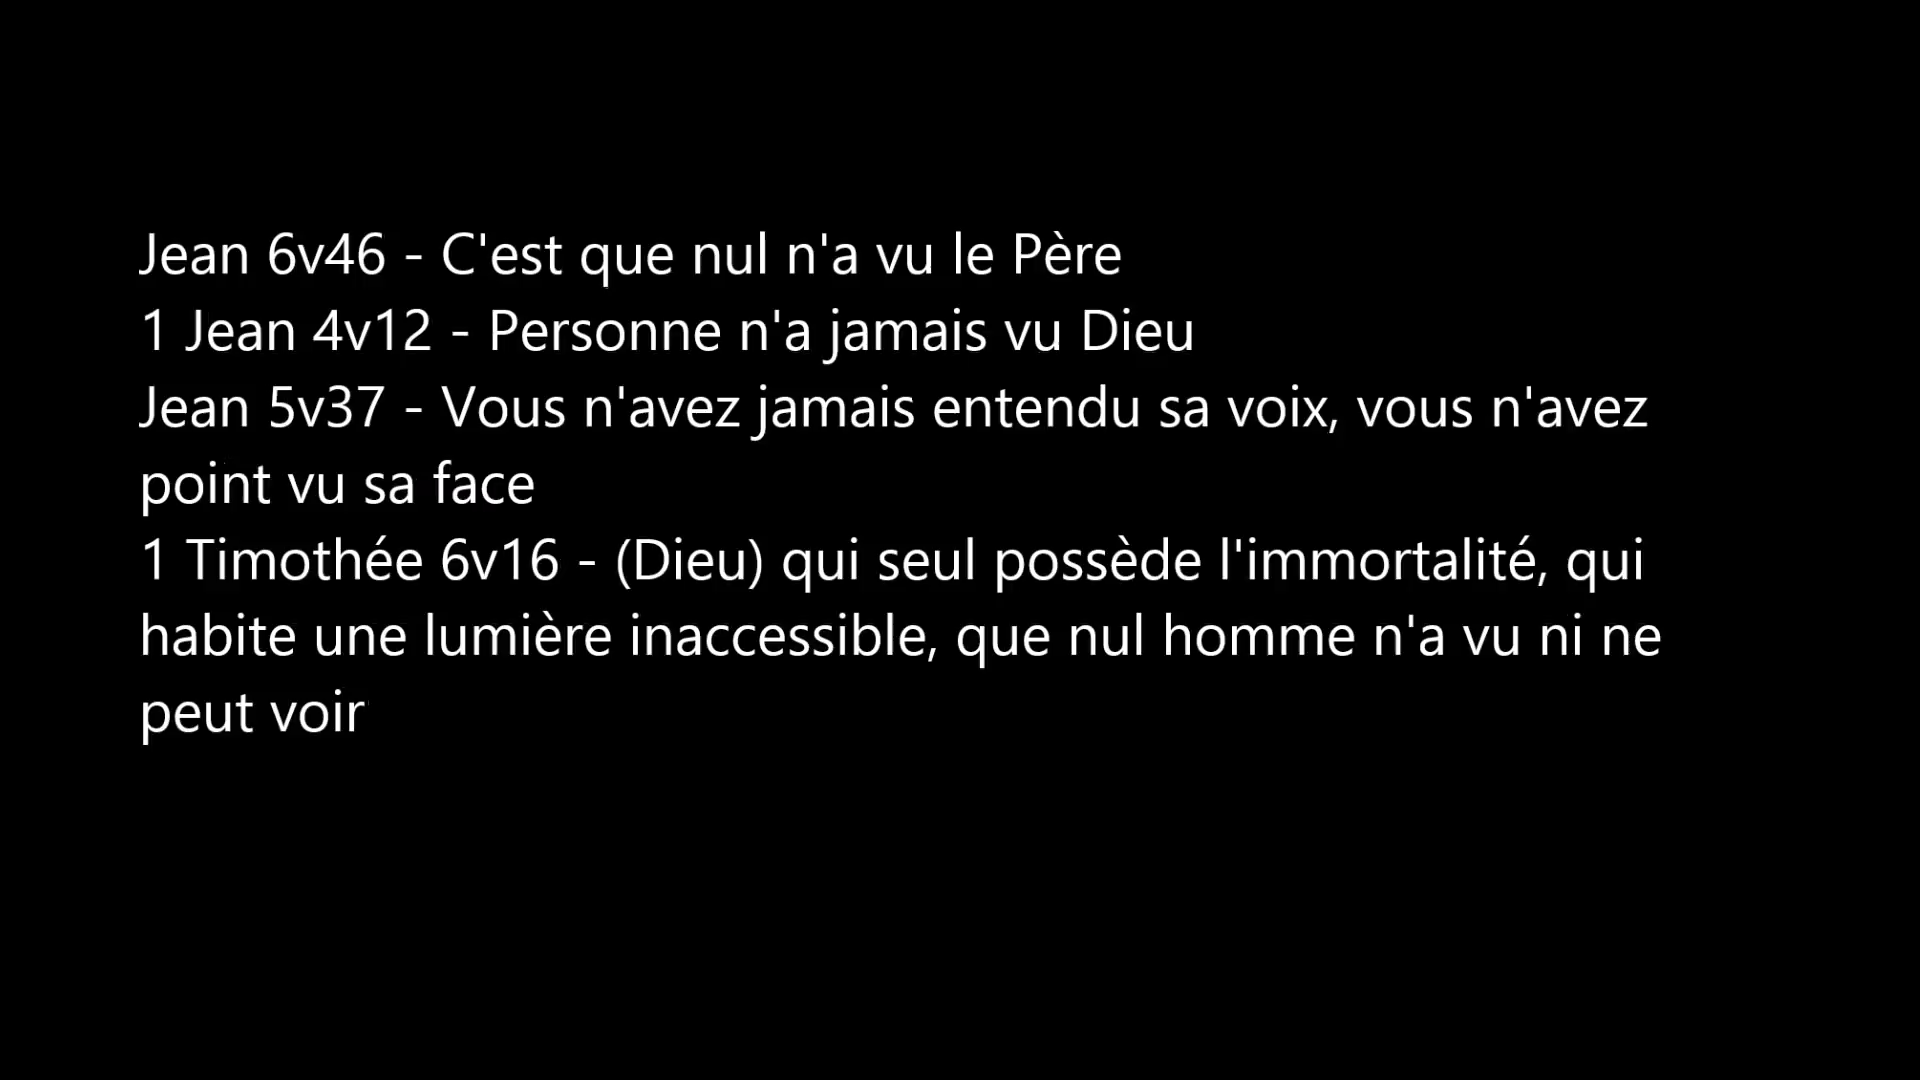 Jean 6v46 - C'est que nul n'a vu le Père
1 Jean 4v12 - Personne n'a jamais vu Dieu
Jean 5v37 - Vous n'avez jamais entendu sa voix, vous n'avez
point vu sa face
1 Timothée 6v16 - (Dieu) qui seul possède l'immortalité, qui
habite une lumière inaccessible, que nul homme n'a vu ni ne
peut voir